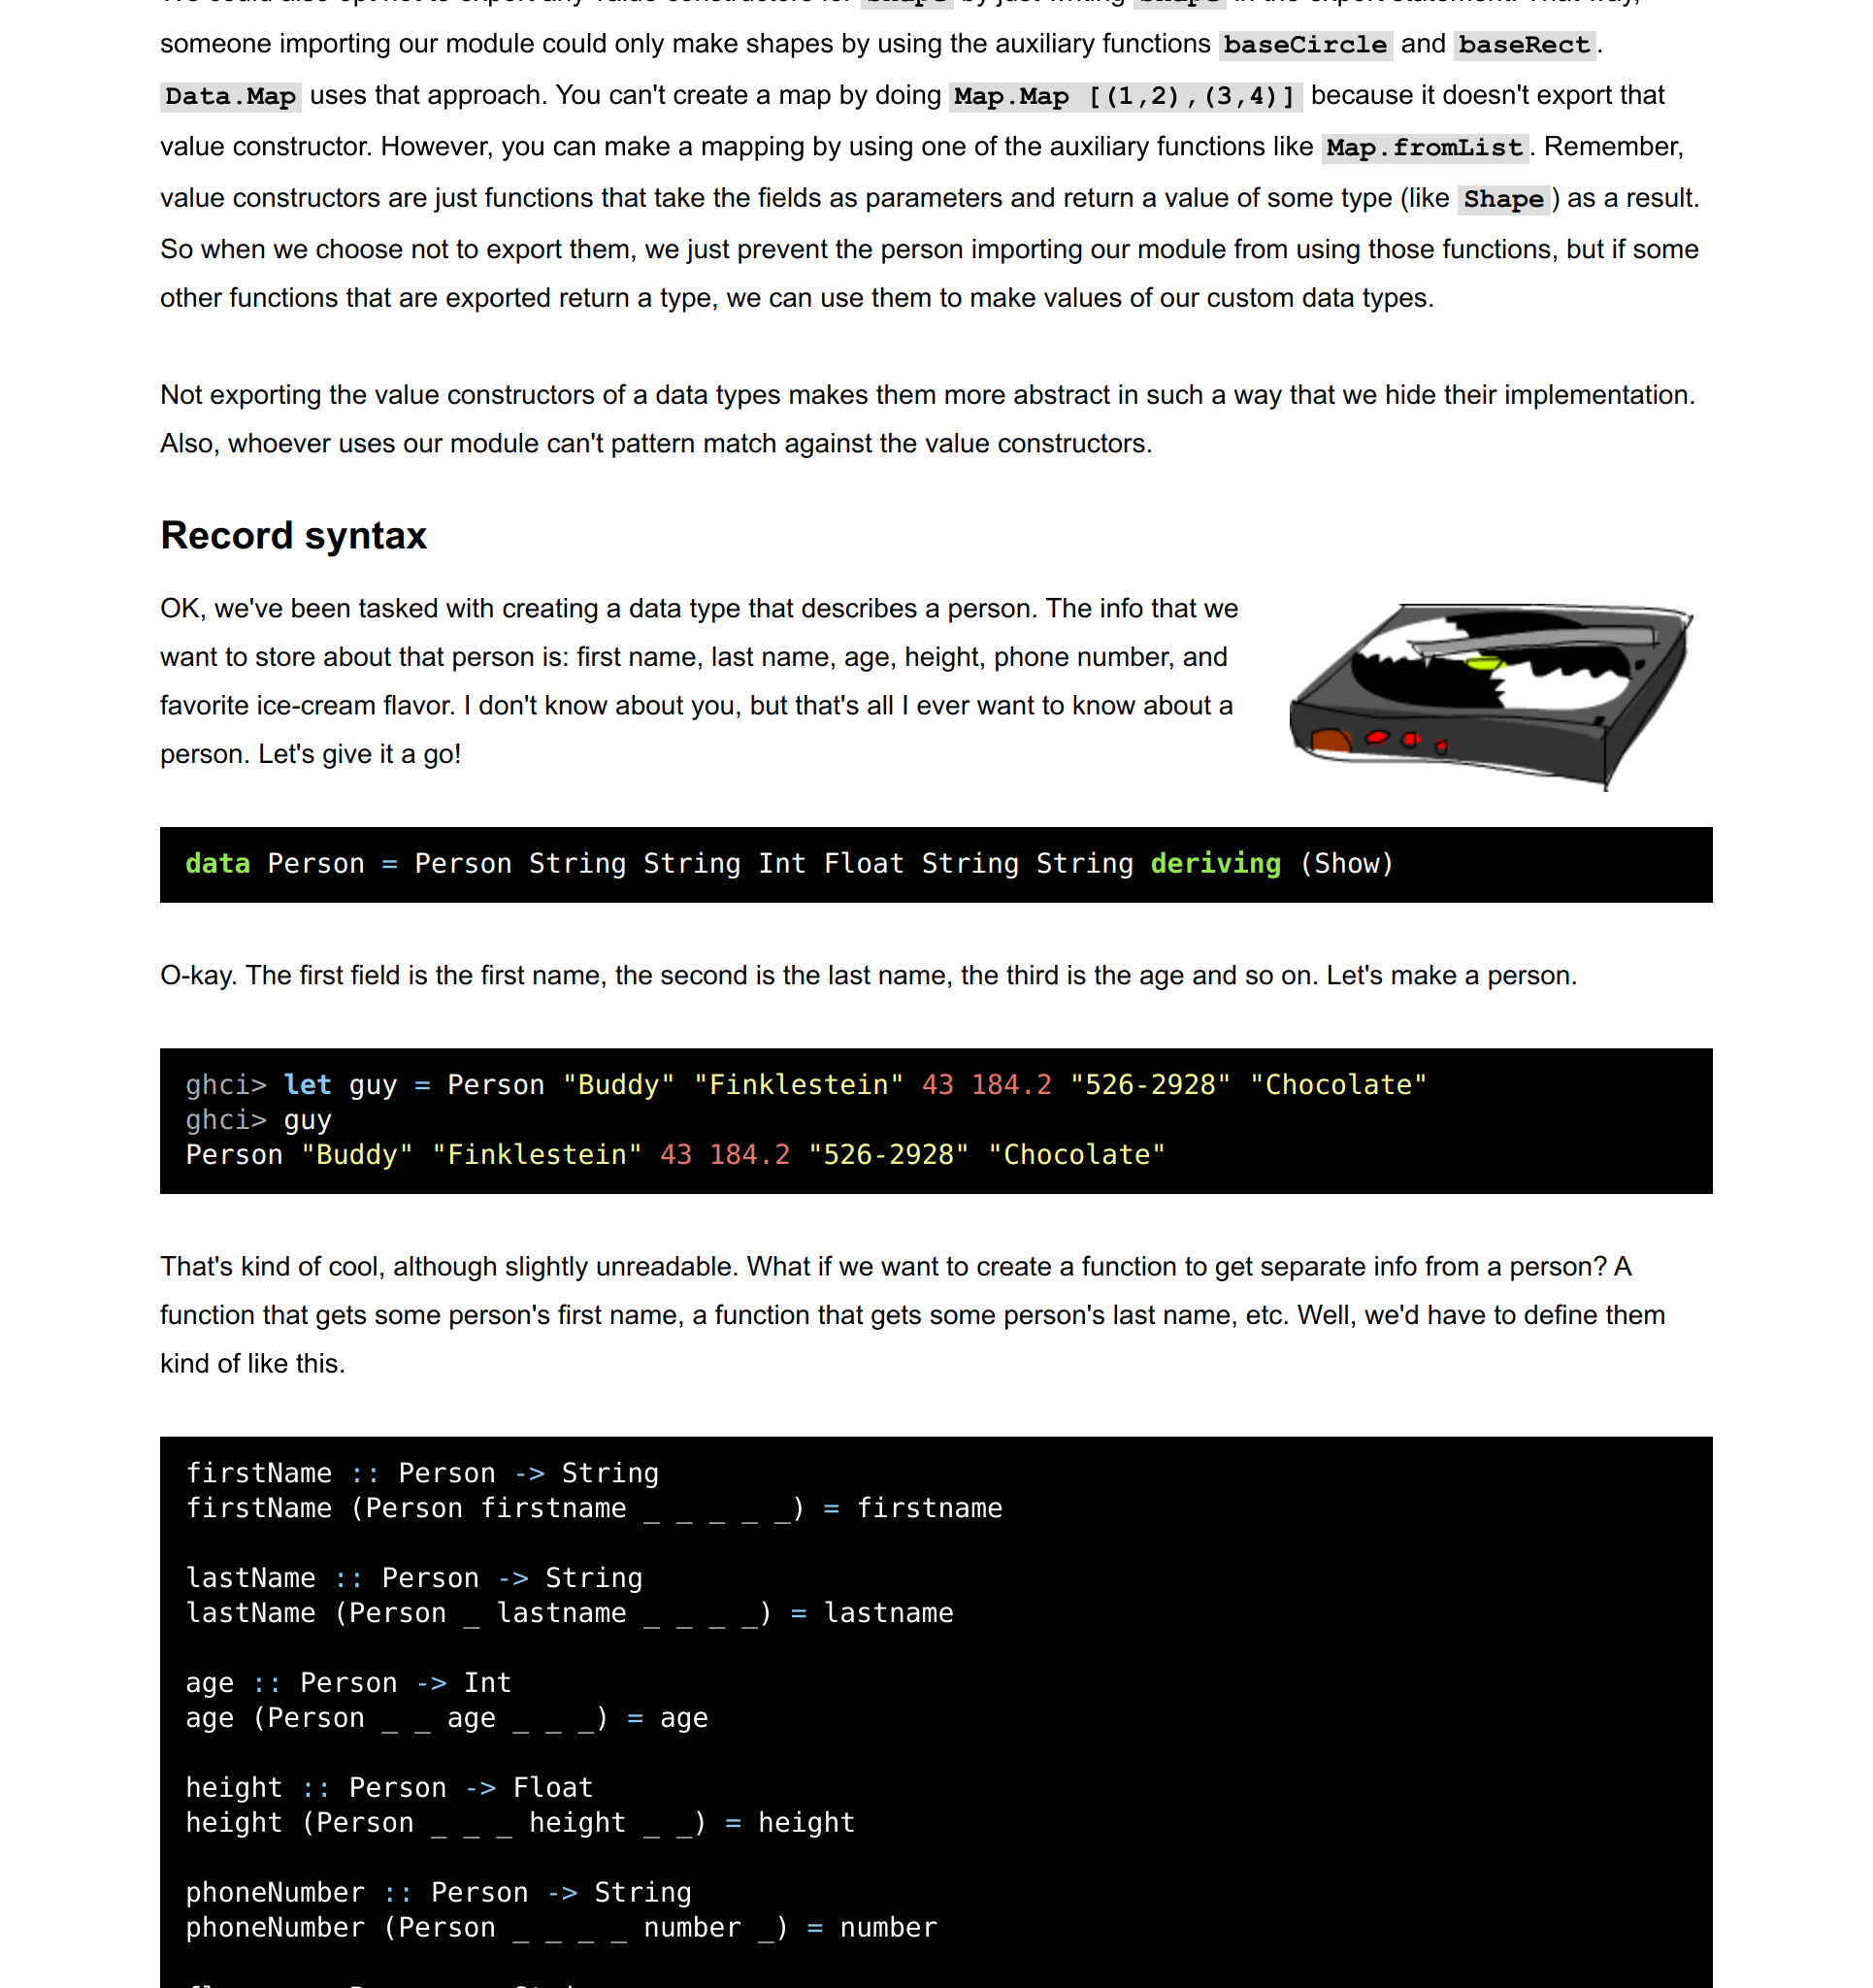 someone importing our module could only make shapes by using the auxiliary functions baseCircle and baseRect.
Data.Map uses that approach. You can't create a map by doing Map.Map [(1,2),(3,4)] because it doesn't export that
value constructor. However, you can make a mapping by using one of the auxiliary functions like Map.fromList. Remember,
value constructors are just functions that take the fields as parameters and return a value of some type (like Shape) as a result.
So when we choose not to export them, we just prevent the person importing our module from using those functions, but if some
other functions that are exported return a type, we can use them to make values of our custom data types.
Not exporting the value constructors of a data types makes them more abstract in such a way that we hide their implementation.
Also, whoever uses our module can't pattern match against the value constructors.
Record syntax
OK, we've been tasked with creating a data type that describes a person. The info that we
want to store about that person is: first name, last name, age, height, phone number, and
favorite ice-cream flavor. I don't know about you, but that's all I ever want to know about a
person. Let's give it a go!
data Person = Person String String Int Float String String deriving (Show)
O-kay. The first field is the first name, the second is the last name, the third is the age and so on. Let's make a person.
ghci> let guy = Person "Buddy" "Finklestein" 43 184.2 "526-2928" "Chocolate"
ghci> guy
Person "Buddy" "Finklestein" 43 184.2 "526-2928" "Chocolate"
That's kind of cool, although slightly unreadable. What if we want to create a function to get separate info from a person? A
function that gets some person's first name, a function that gets some person's last name, etc. Well, we'd have to define them
kind of like this.
firstName :: Person -> String
firstName (Person firstname _ _ _ _ _) = firstname
lastName :: Person -> String
lastName (Person _ lastname _ _ _ _) = lastname
age :: Person -> Int
age (Person _ _ age _ _ _) = age
height :: Person -> Float
height (Person _ _ _ height _ _) = height
phoneNumber :: Person -> String
phoneNumber (Person _ _ _ _ number _) = number